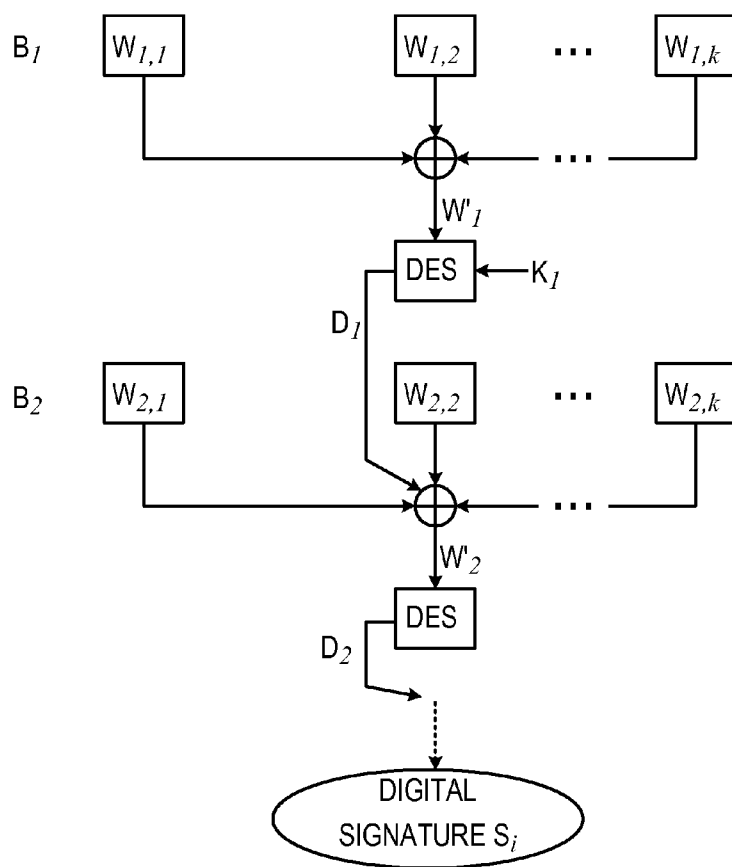 B1 W1,1 W1,2 ... W1,k
W'1
DES K1
D1
B2 W2,1 W2,2 ... W2,k
W'2
DES
D2
DIGITAL
SIGNATURE Si